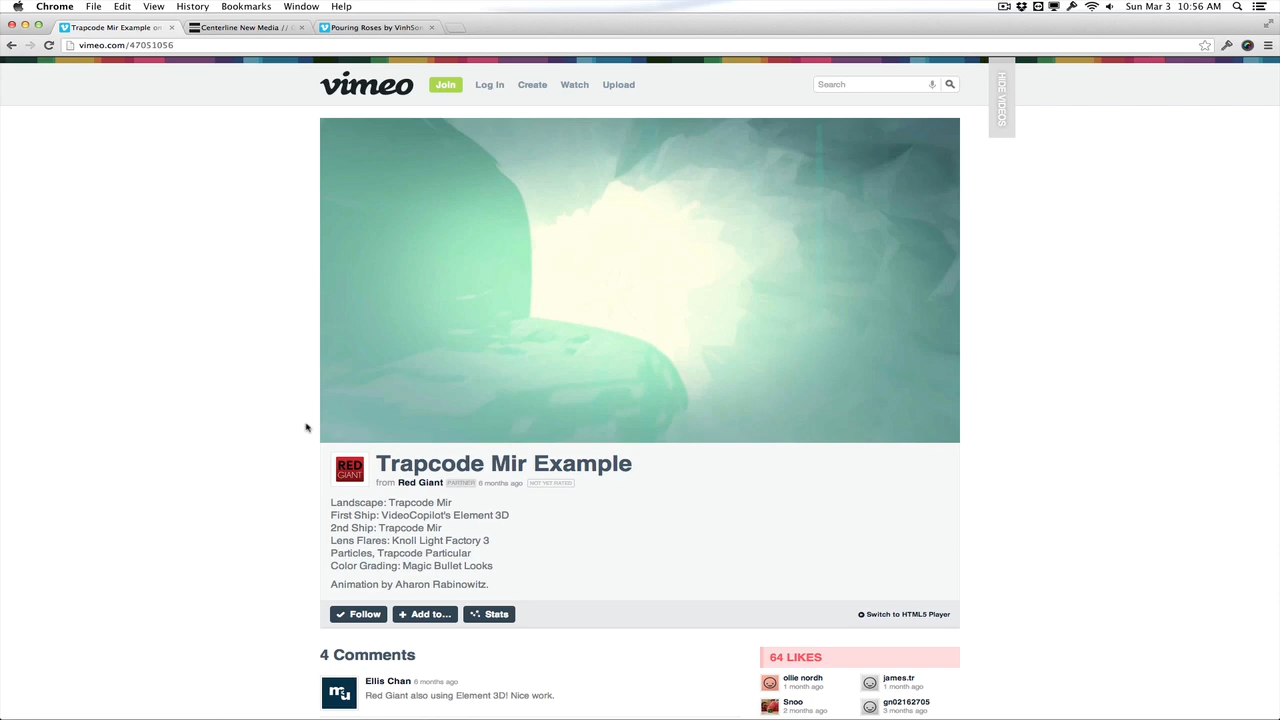 Chrome File Edit View History Bookmarks Window Help Sun Mar 3 10:56 AM
Trapcode Mir Example on Centerline New Media // C Pouring Roses by VinhSon
vimeo.com/47051056
vimeo Join Log In Create Watch Upload Search
HIDE VIDEOS
RED GIANT
Trapcode Mir Example
from Red Giant PARTNER 6 months ago NOT YET RATED
Landscape: Trapcode Mir
First Ship: VideoCopilot's Element 3D
2nd Ship: Trapcode Mir
Lens Flares: Knoll Light Factory 3
Particles, Trapcode Particular
Color Grading: Magic Bullet Looks
Animation by Aharon Rabinowitz.
Follow + Add to... Stats Switch to HTML5 Player
4 Comments
64 LIKES
Ellis Chan 6 months ago
Red Giant also using Element 3D! Nice work.
ollie nordh
1 month ago
james.tr
1 month ago
Snoo
2 months ago
gn02162705
3 months ago